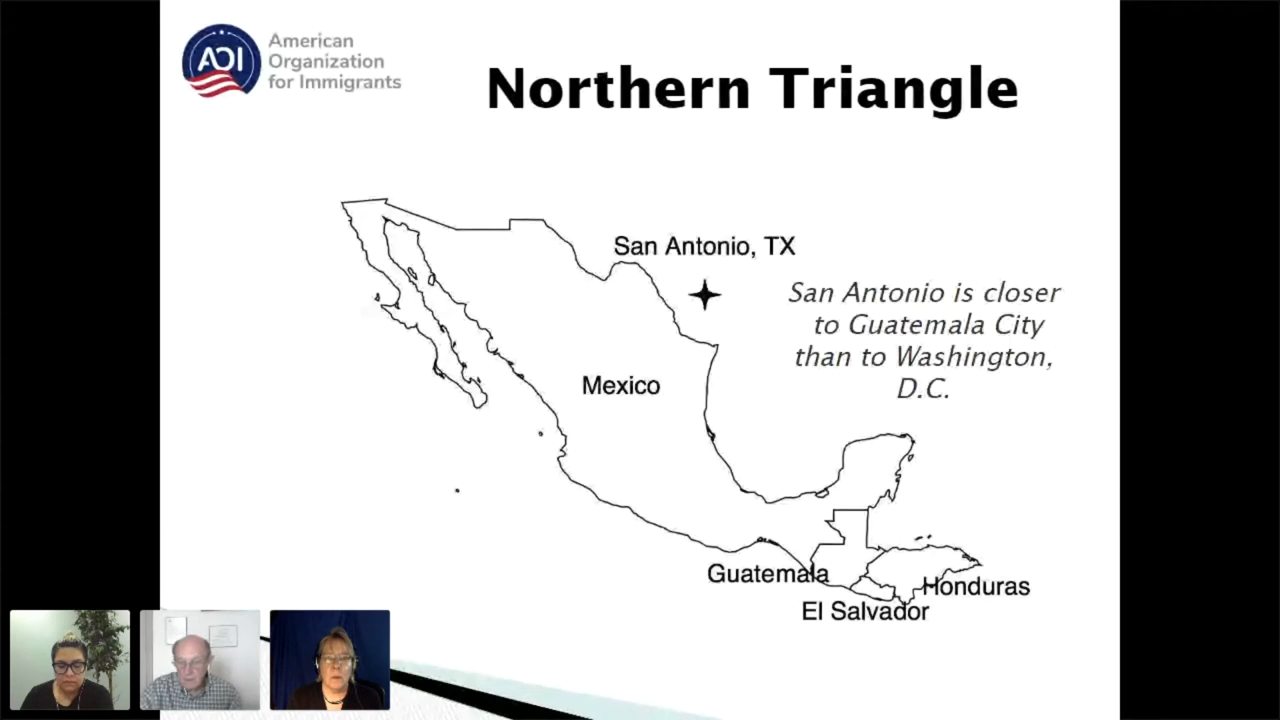 AOI
American
Organization
for Immigrants
Northern Triangle
San Antonio, TX
San Antonio is closer
to Guatemala City
than to Washington,
D.C.
Mexico
Guatemala
Honduras
El Salvador